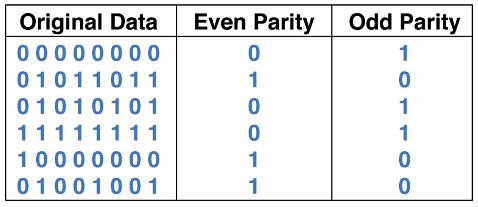 Original Data Even Parity Odd Parity
0 0 0 0 0 0 0 0 0 1
0 1 0 1 1 0 1 1 1 0
0 1 0 1 0 1 0 1 0 1
1 1 1 1 1 1 1 1 0 1
1 0 0 0 0 0 0 0 1 0
0 1 0 0 1 0 0 1 1 0